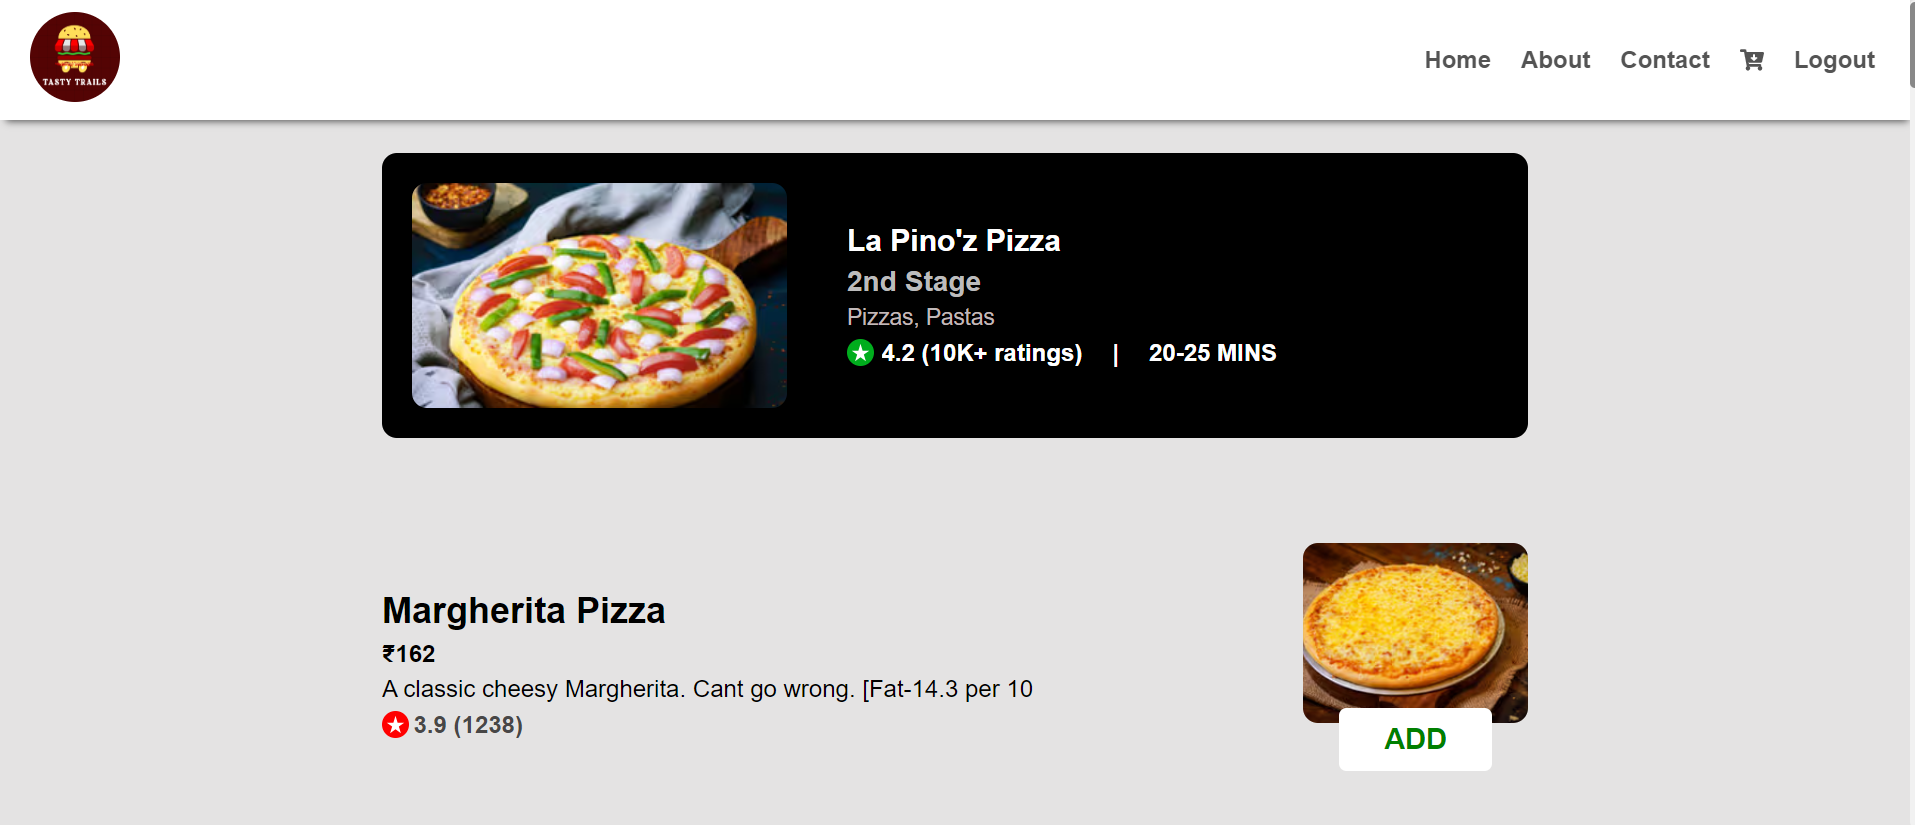 TASTY TRAILS
Home About Contact Logout
La Pino'z Pizza
2nd Stage
Pizzas, Pastas
4.2 (10K+ ratings) | 20-25 MINS
Margherita Pizza
₹162
A classic cheesy Margherita. Cant go wrong. [Fat-14.3 per 10
3.9 (1238)
ADD